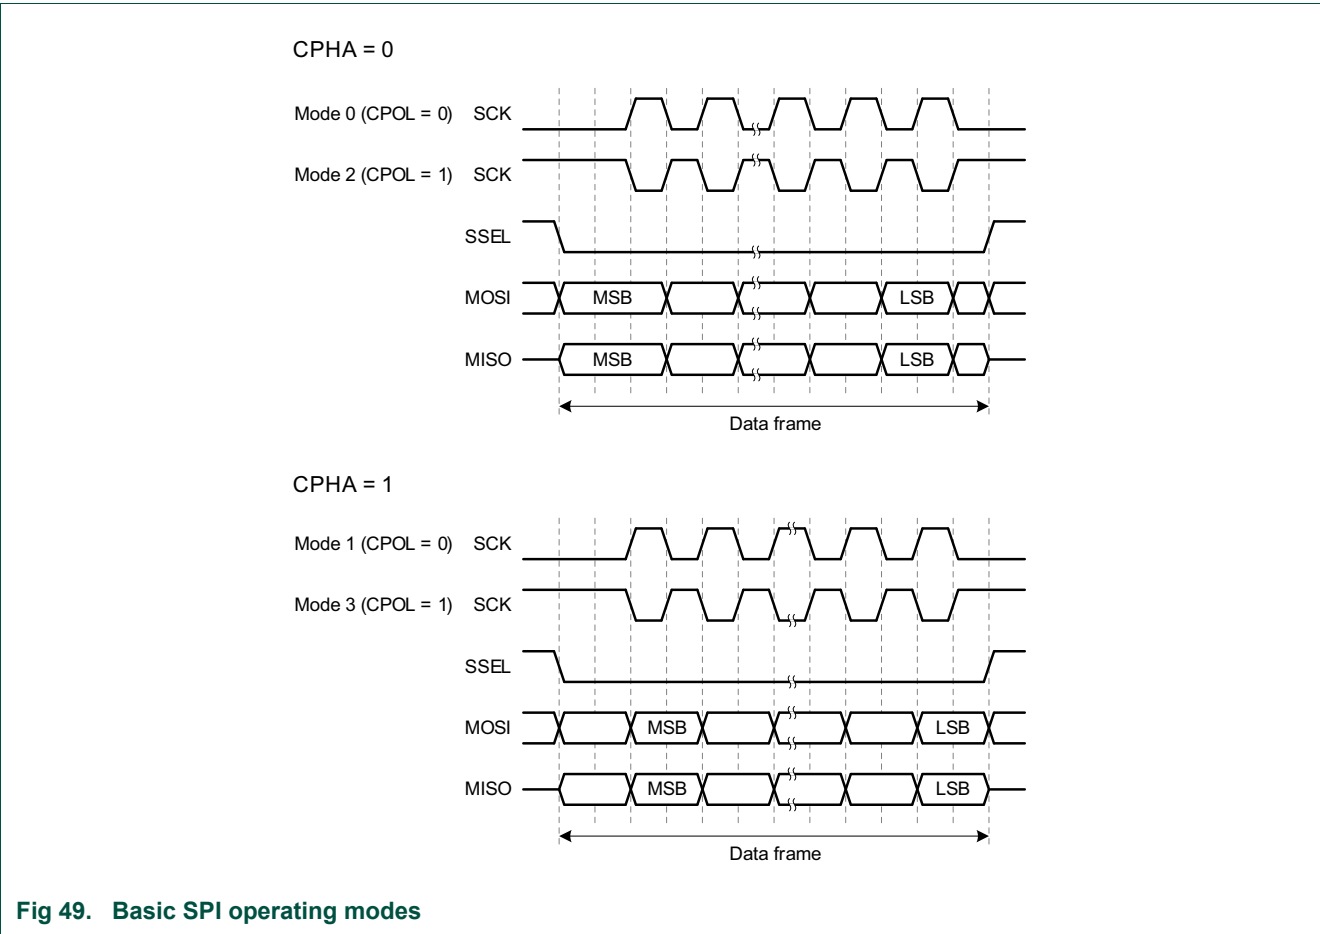 CPHA = 0
Mode 0 (CPOL = 0) SCK
Mode 2 (CPOL = 1) SCK
SSEL
MOSI MSB LSB
MISO MSB LSB
Data frame
CPHA = 1
Mode 1 (CPOL = 0) SCK
Mode 3 (CPOL = 1) SCK
SSEL
MOSI MSB LSB
MISO MSB LSB
Data frame
Fig 49. Basic SPI operating modes